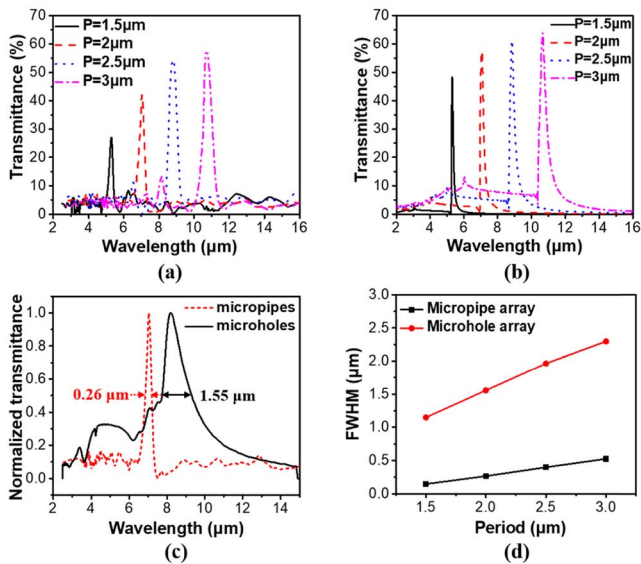 70
60
50
40
30
20
10
0
Transmittance (%)
P=1.5μm
P=2μm
P=2.5μm
P=3μm
2 4 6 8 10 12 14 16
Wavelength (μm)
(a)
70
60
50
40
30
20
10
0
Transmittance (%)
P=1.5μm
P=2μm
P=2.5μm
P=3μm
2 4 6 8 10 12 14 16
Wavelength (μm)
(b)
1.0
0.8
0.6
0.4
0.2
0.0
Normalized transmittance
micropipes
microholes
0.26 μm
1.55 μm
2 4 6 8 10 12 14
Wavelength (μm)
(c)
3.0
2.5
2.0
1.5
1.0
0.5
0.0
FWHM (μm)
Micropipe array
Microhole array
1.5 2.0 2.5 3.0
Period (μm)
(d)